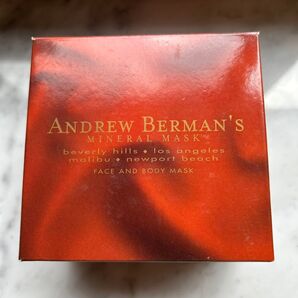 ANDREW BERMAN'S
MINERAL MASK™
beverly hills • los angeles
malibu • newport beach
FACE AND BODY MASK